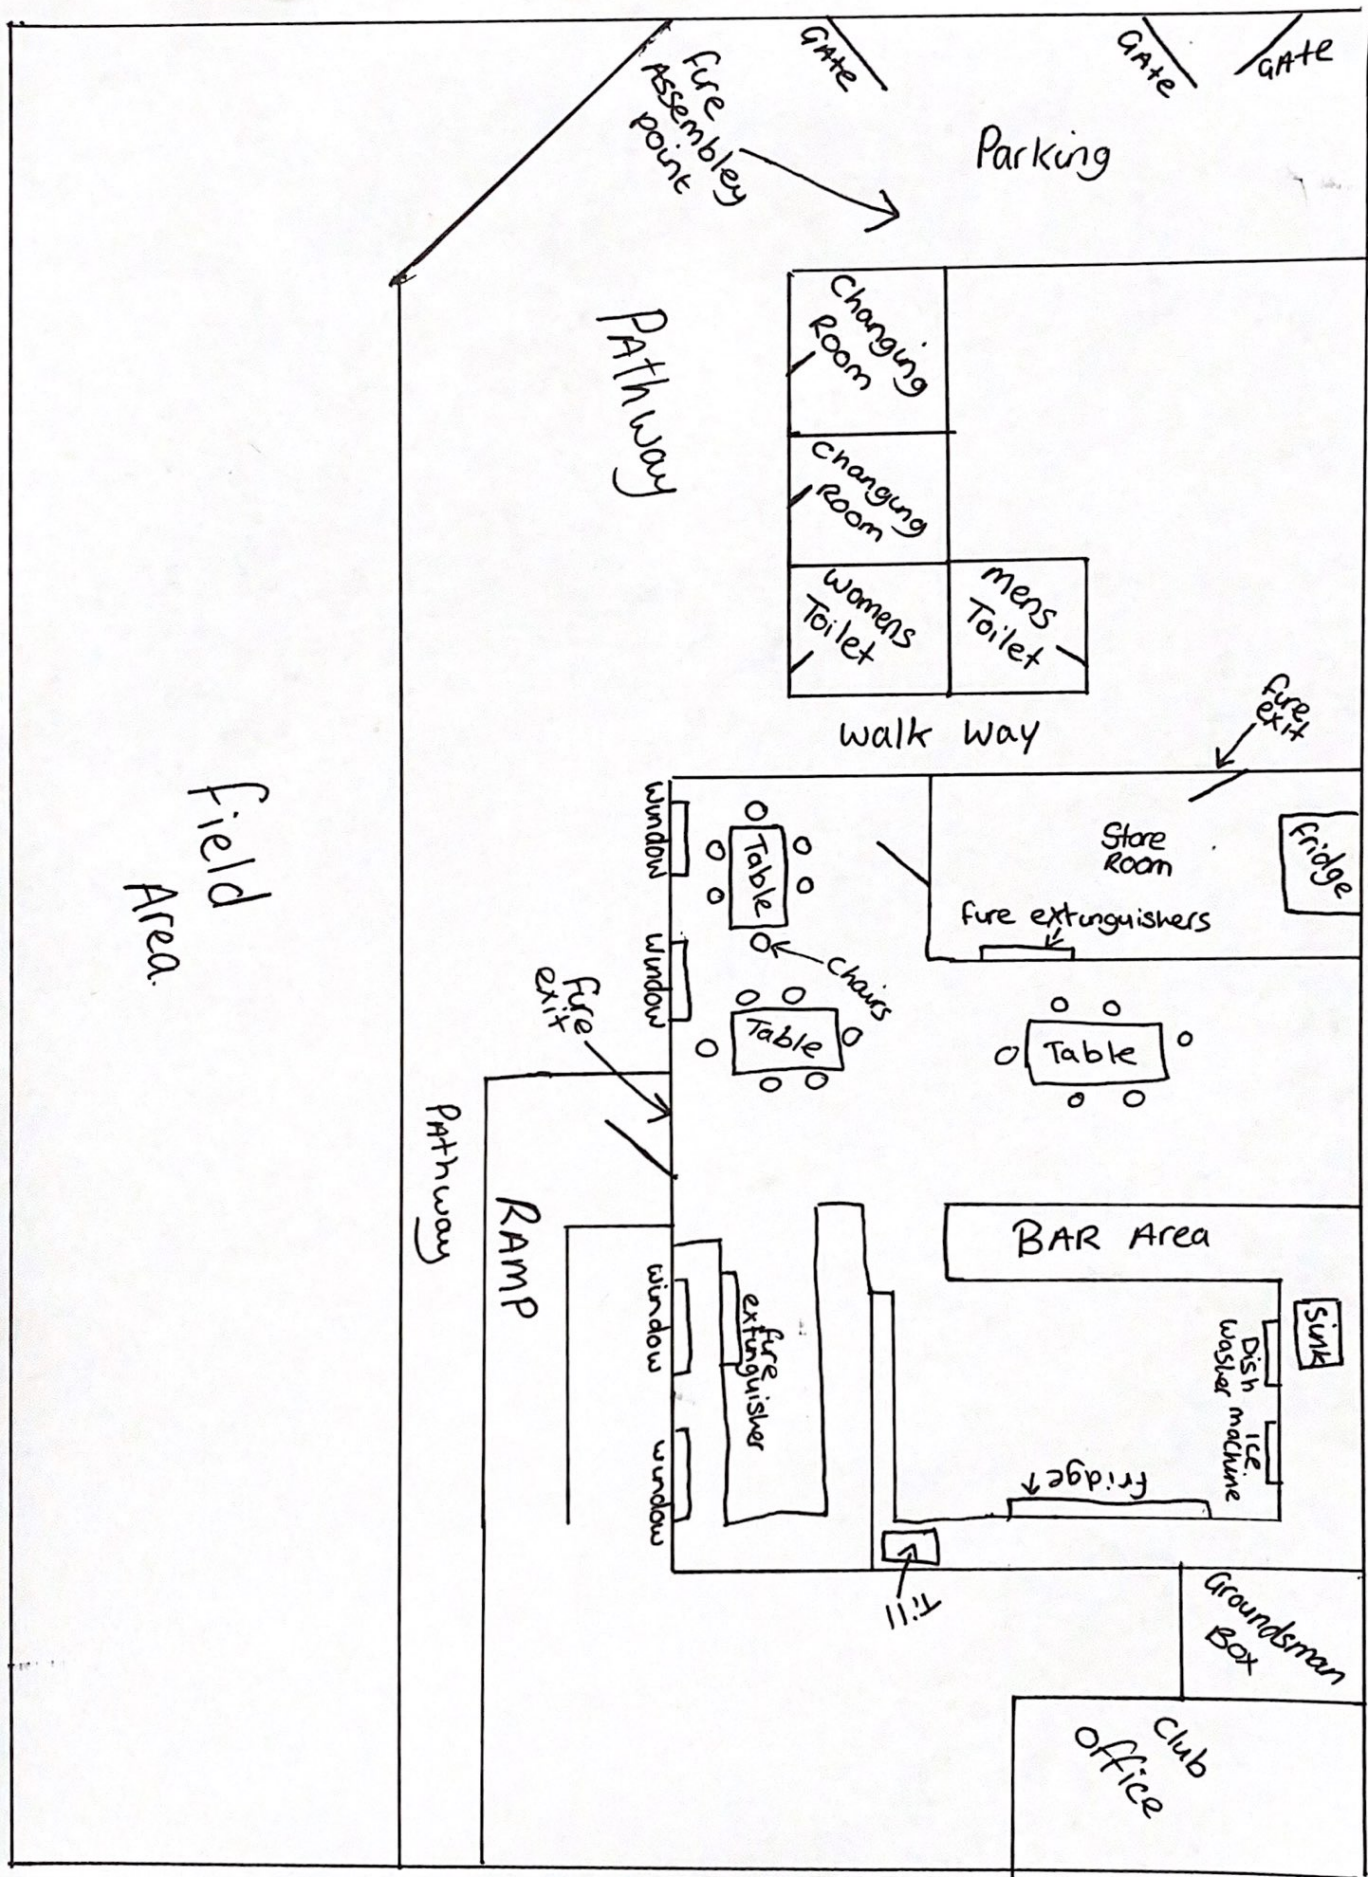 GAte
GAte
GAte
fire
Assembley
point
Parking
Changing
Room
PAthway
Changing
Room
Womens
Toilet
Mens
Toilet
fire
exit
Walk Way
Window
Table
Store
Room
Fridge
fire extinguishers
field
Area
Window
chairs
fire
exit
Table
Table
PAthway
RAMP
BAR Area
Window
fire
extinguisher
Sink
Dish
Washer
ice
machine
Window
fridge
till
Groundsman
Box
Club
Office